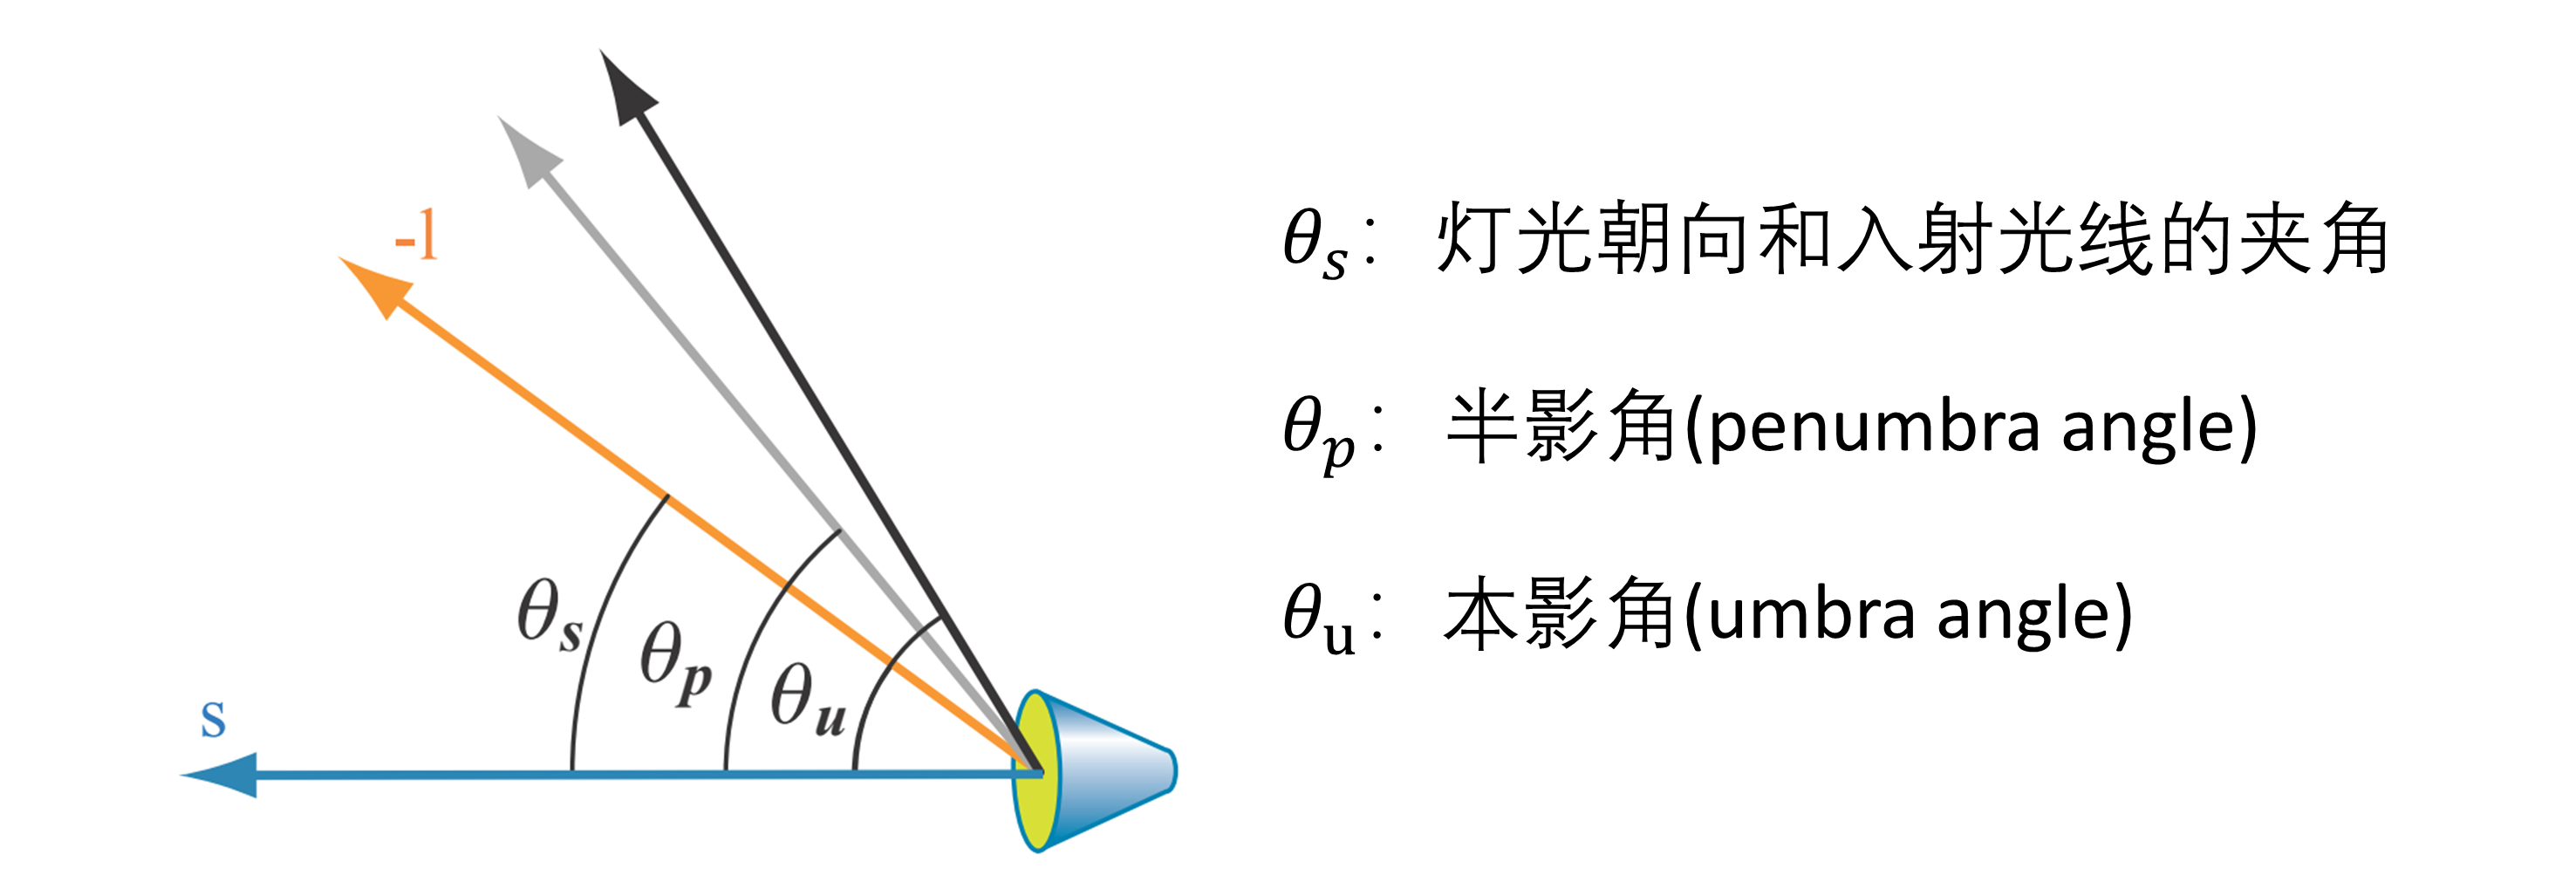 -l
s
θs
θp
θu
θs： 灯光朝向和入射光线的夹角
θp： 半影角(penumbra angle)
θu： 本影角(umbra angle)